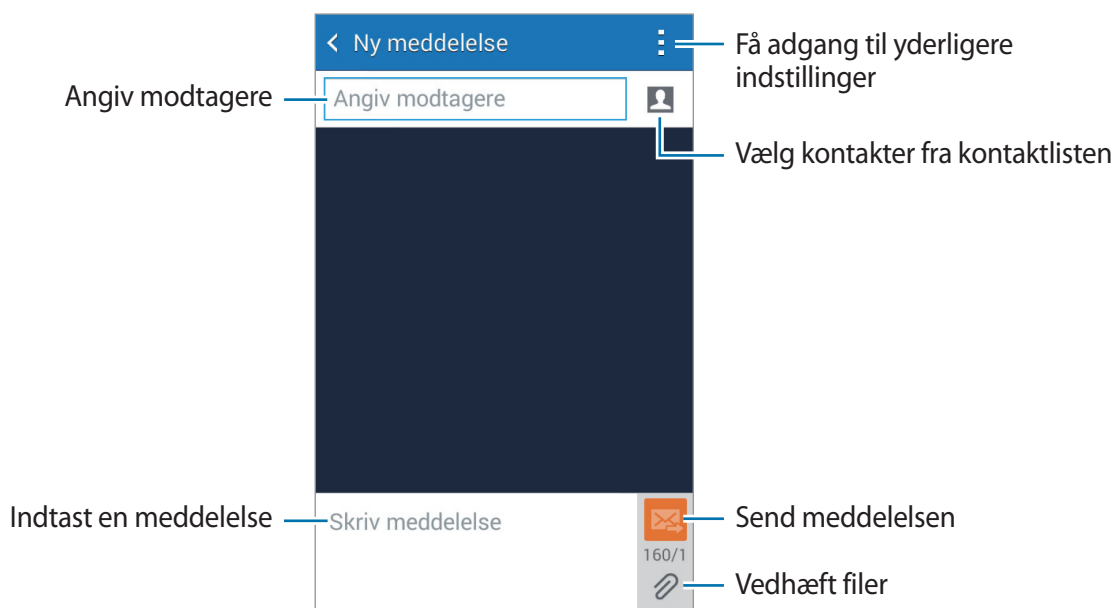 Ny meddelelse
Få adgang til yderligere
indstillinger
Angiv modtagere
Angiv modtagere
Vælg kontakter fra kontaktlisten
Indtast en meddelelse
Skriv meddelelse
Send meddelelsen
160/1
Vedhæft filer